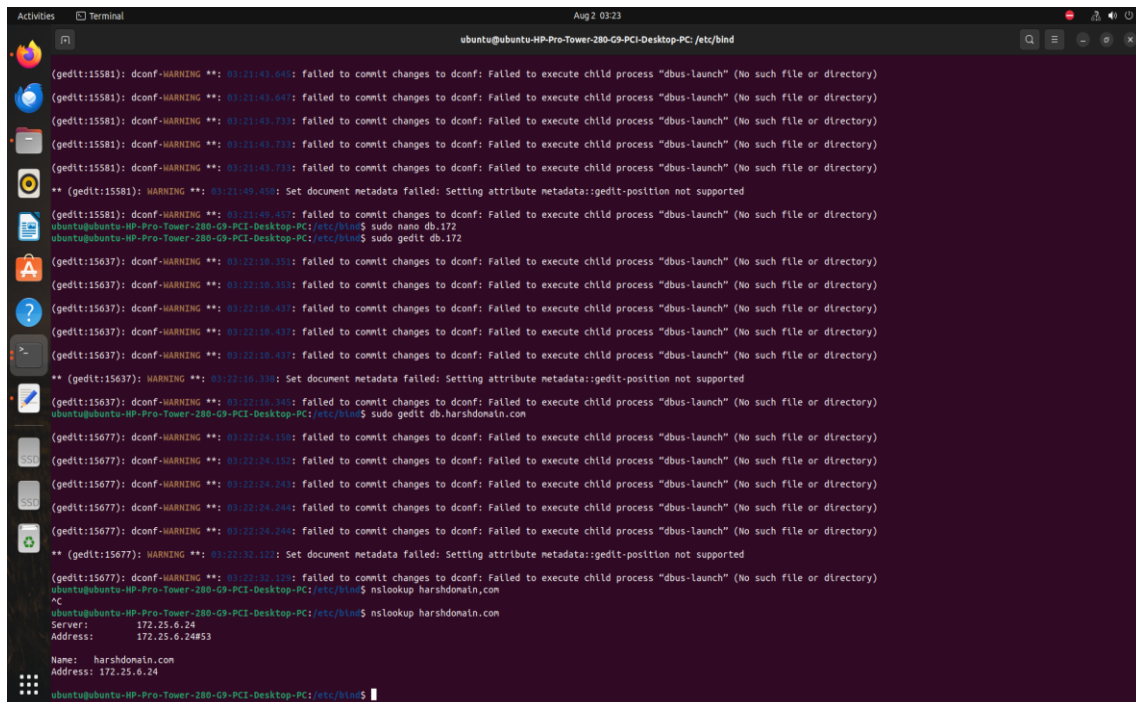 Activities Terminal Aug 2 03:23
ubuntu@ubuntu-HP-Pro-Tower-280-G9-PCI-Desktop-PC: /etc/bind
(gedit:15581): dconf-WARNING **: 03:21:43.645: failed to commit changes to dconf: Failed to execute child process “dbus-launch” (No such file or directory)
(gedit:15581): dconf-WARNING **: 03:21:43.647: failed to commit changes to dconf: Failed to execute child process “dbus-launch” (No such file or directory)
(gedit:15581): dconf-WARNING **: 03:21:43.733: failed to commit changes to dconf: Failed to execute child process “dbus-launch” (No such file or directory)
(gedit:15581): dconf-WARNING **: 03:21:43.733: failed to commit changes to dconf: Failed to execute child process “dbus-launch” (No such file or directory)
(gedit:15581): dconf-WARNING **: 03:21:43.733: failed to commit changes to dconf: Failed to execute child process “dbus-launch” (No such file or directory)
** (gedit:15581): WARNING **: 03:21:49.450: Set document metadata failed: Setting attribute metadata::gedit-position not supported
(gedit:15581): dconf-WARNING **: 03:21:49.457: failed to commit changes to dconf: Failed to execute child process “dbus-launch” (No such file or directory)
ubuntu@ubuntu-HP-Pro-Tower-280-G9-PCI-Desktop-PC:/etc/bind$ sudo nano db.172
ubuntu@ubuntu-HP-Pro-Tower-280-G9-PCI-Desktop-PC:/etc/bind$ sudo gedit db.172
(gedit:15637): dconf-WARNING **: 03:22:10.351: failed to commit changes to dconf: Failed to execute child process “dbus-launch” (No such file or directory)
(gedit:15637): dconf-WARNING **: 03:22:10.353: failed to commit changes to dconf: Failed to execute child process “dbus-launch” (No such file or directory)
(gedit:15637): dconf-WARNING **: 03:22:10.437: failed to commit changes to dconf: Failed to execute child process “dbus-launch” (No such file or directory)
(gedit:15637): dconf-WARNING **: 03:22:10.437: failed to commit changes to dconf: Failed to execute child process “dbus-launch” (No such file or directory)
(gedit:15637): dconf-WARNING **: 03:22:10.437: failed to commit changes to dconf: Failed to execute child process “dbus-launch” (No such file or directory)
** (gedit:15637): WARNING **: 03:22:16.338: Set document metadata failed: Setting attribute metadata::gedit-position not supported
(gedit:15637): dconf-WARNING **: 03:22:16.345: failed to commit changes to dconf: Failed to execute child process “dbus-launch” (No such file or directory)
ubuntu@ubuntu-HP-Pro-Tower-280-G9-PCI-Desktop-PC:/etc/bind$ sudo gedit db.harshdomain.com
(gedit:15677): dconf-WARNING **: 03:22:24.150: failed to commit changes to dconf: Failed to execute child process “dbus-launch” (No such file or directory)
(gedit:15677): dconf-WARNING **: 03:22:24.152: failed to commit changes to dconf: Failed to execute child process “dbus-launch” (No such file or directory)
(gedit:15677): dconf-WARNING **: 03:22:24.243: failed to commit changes to dconf: Failed to execute child process “dbus-launch” (No such file or directory)
(gedit:15677): dconf-WARNING **: 03:22:24.244: failed to commit changes to dconf: Failed to execute child process “dbus-launch” (No such file or directory)
(gedit:15677): dconf-WARNING **: 03:22:24.244: failed to commit changes to dconf: Failed to execute child process “dbus-launch” (No such file or directory)
** (gedit:15677): WARNING **: 03:22:32.122: Set document metadata failed: Setting attribute metadata::gedit-position not supported
(gedit:15677): dconf-WARNING **: 03:22:32.129: failed to commit changes to dconf: Failed to execute child process “dbus-launch” (No such file or directory)
ubuntu@ubuntu-HP-Pro-Tower-280-G9-PCI-Desktop-PC:/etc/bind$ nslookup harshdomain,com
^C
ubuntu@ubuntu-HP-Pro-Tower-280-G9-PCI-Desktop-PC:/etc/bind$ nslookup harshdomain.com
Server: 172.25.6.24
Address: 172.25.6.24#53
Name: harshdomain.com
Address: 172.25.6.24
ubuntu@ubuntu-HP-Pro-Tower-280-G9-PCI-Desktop-PC:/etc/bind$
SSD
SSD